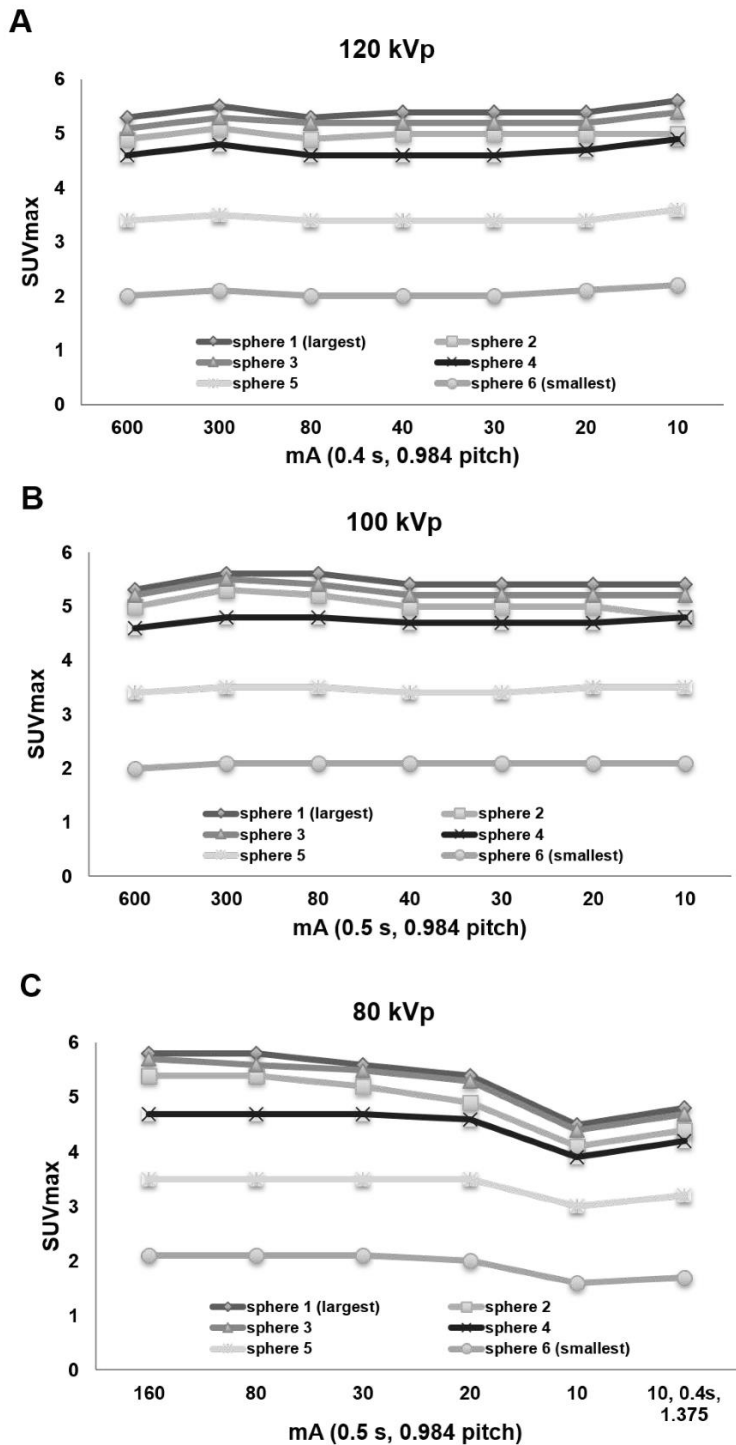 A
120 kVp
6
5
4
3
2
1
0
SUVmax
sphere 1 (largest) sphere 2
sphere 3 sphere 4
sphere 5 sphere 6 (smallest)
600 300 80 40 30 20 10
mA (0.4 s, 0.984 pitch)
B
100 kVp
6
5
4
3
2
1
0
SUVmax
sphere 1 (largest) sphere 2
sphere 3 sphere 4
sphere 5 sphere 6 (smallest)
600 300 80 40 30 20 10
mA (0.5 s, 0.984 pitch)
C
80 kVp
6
5
4
3
2
1
0
SUVmax
sphere 1 (largest) sphere 2
sphere 3 sphere 4
sphere 5 sphere 6 (smallest)
160 80 30 20 10 10, 0.4s,
1.375
mA (0.5 s, 0.984 pitch)